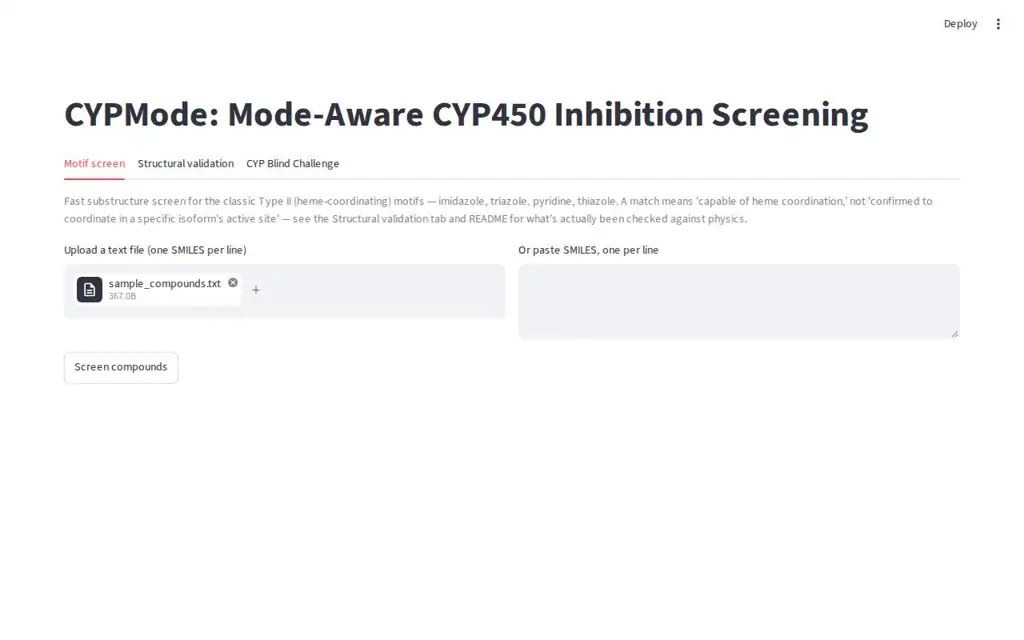 Deploy
CYPMode: Mode-Aware CYP450 Inhibition Screening
Motif screen Structural validation CYP Blind Challenge
Fast substructure screen for the classic Type II (heme-coordinating) motifs — imidazole, triazole, pyridine, thiazole. A match means 'capable of heme coordination,' not 'confirmed to
coordinate in a specific isoform's active site' — see the Structural validation tab and README for what's actually been checked against physics.
Upload a text file (one SMILES per line)
Or paste SMILES, one per line
sample_compounds.txt
367.0B
Screen compounds